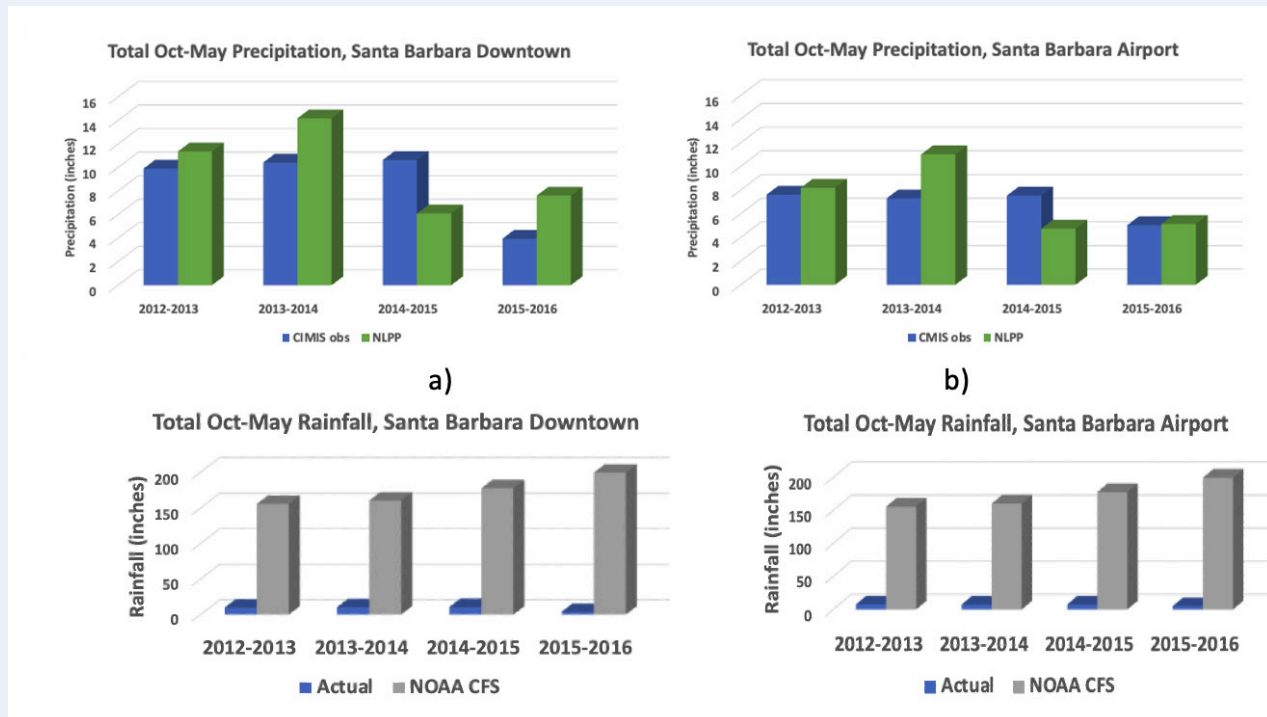 Total Oct-May Precipitation, Santa Barbara Downtown
Precipitation (inches)
16
14
12
10
8
6
4
2
0
2012-2013 2013-2014 2014-2015 2015-2016
CIMIS obs NLPP
a)
Total Oct-May Precipitation, Santa Barbara Airport
Precipitation (inches)
16
14
12
10
8
6
4
2
0
2012-2013 2013-2014 2014-2015 2015-2016
CMIS obs NLPP
b)
Total Oct-May Rainfall, Santa Barbara Downtown
Rainfall (inches)
200
150
100
50
0
2012-2013 2013-2014 2014-2015 2015-2016
Actual NOAA CFS
Total Oct-May Rainfall, Santa Barbara Airport
Rainfall (inches)
200
150
100
50
0
2012-2013 2013-2014 2014-2015 2015-2016
Actual NOAA CFS